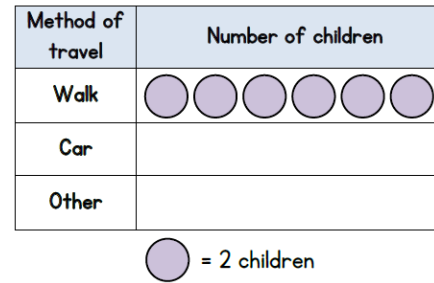 Method of
travel
Number of children
Walk
Car
Other
= 2 children